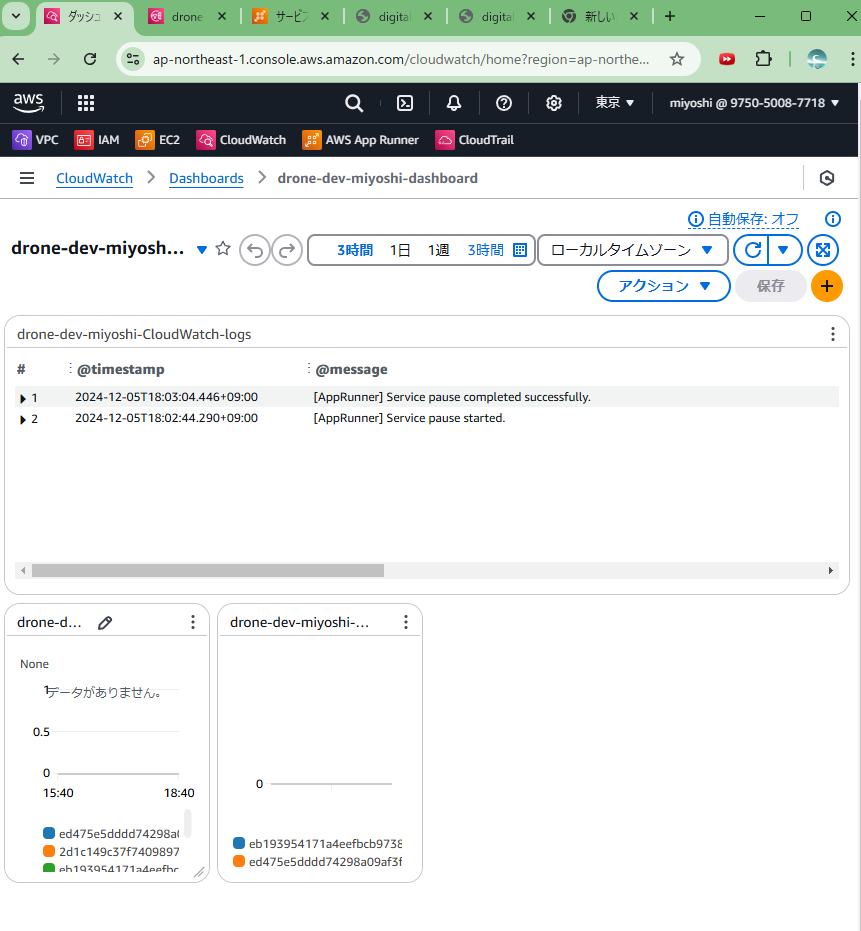 ダッシュ
drone
サービス
digital
digital
新しい
ap-northeast-1.console.aws.amazon.com/cloudwatch/home?region=ap-northe...
aws
東京
miyoshi @ 9750-5008-7718
VPC
IAM
EC2
CloudWatch
AWS App Runner
CloudTrail
CloudWatch
Dashboards
drone-dev-miyoshi-dashboard
自動保存: オフ
drone-dev-miyosh...
3時間
1日
1週
3時間
ローカルタイムゾーン
アクション
保存
drone-dev-miyoshi-CloudWatch-logs
# @timestamp @message
1 2024-12-05T18:03:04.446+09:00 [AppRunner] Service pause completed successfully.
2 2024-12-05T18:02:44.290+09:00 [AppRunner] Service pause started.
drone-d...
None
1
データがありません。
0.5
0
15:40 18:40
ed475e5dddd74298a
2d1c149c37f7409897
eb193954171a4eefbc
drone-dev-miyoshi-...
0
eb193954171a4eefbcb9738
ed475e5dddd74298a09af3f